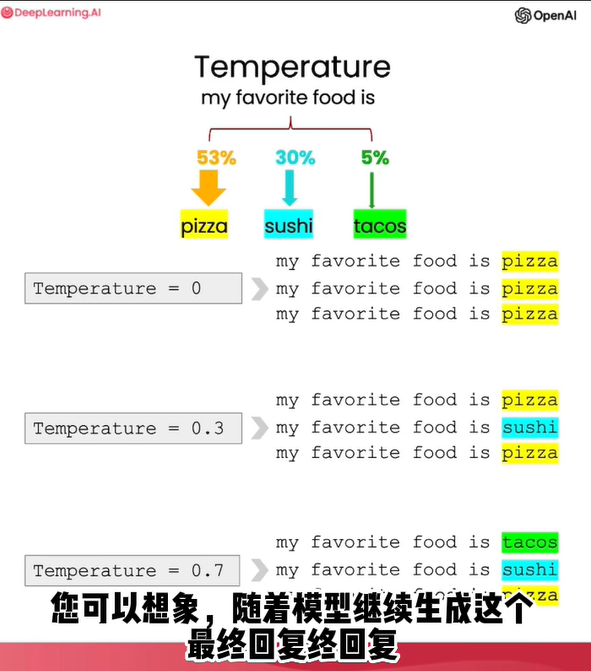 DeepLearning.AI
OpenAI
Temperature
my favorite food is
53% 30% 5%
pizza sushi tacos
my favorite food is pizza
Temperature = 0
my favorite food is pizza
my favorite food is pizza
my favorite food is pizza
Temperature = 0.3
my favorite food is sushi
my favorite food is pizza
my favorite food is tacos
Temperature = 0.7
my favorite food is sushi
my favorite food is pizza
您可以想象，随着模型继续生成这个
最终回复终回复